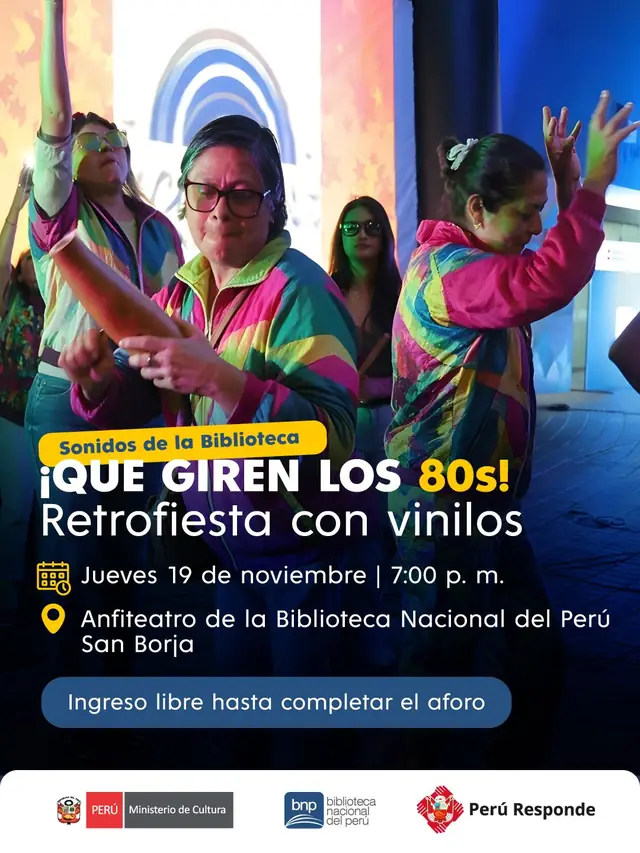 Sonidos de la Biblioteca
¡QUE GIREN LOS 80s!
Retrofiesta con vinilos
Jueves 19 de noviembre | 7:00 p. m.
Anfiteatro de la Biblioteca Nacional del Perú
San Borja
Ingreso libre hasta completar el aforo
PERÚ Ministerio de Cultura
bnp biblioteca
nacional
del perú
Perú Responde